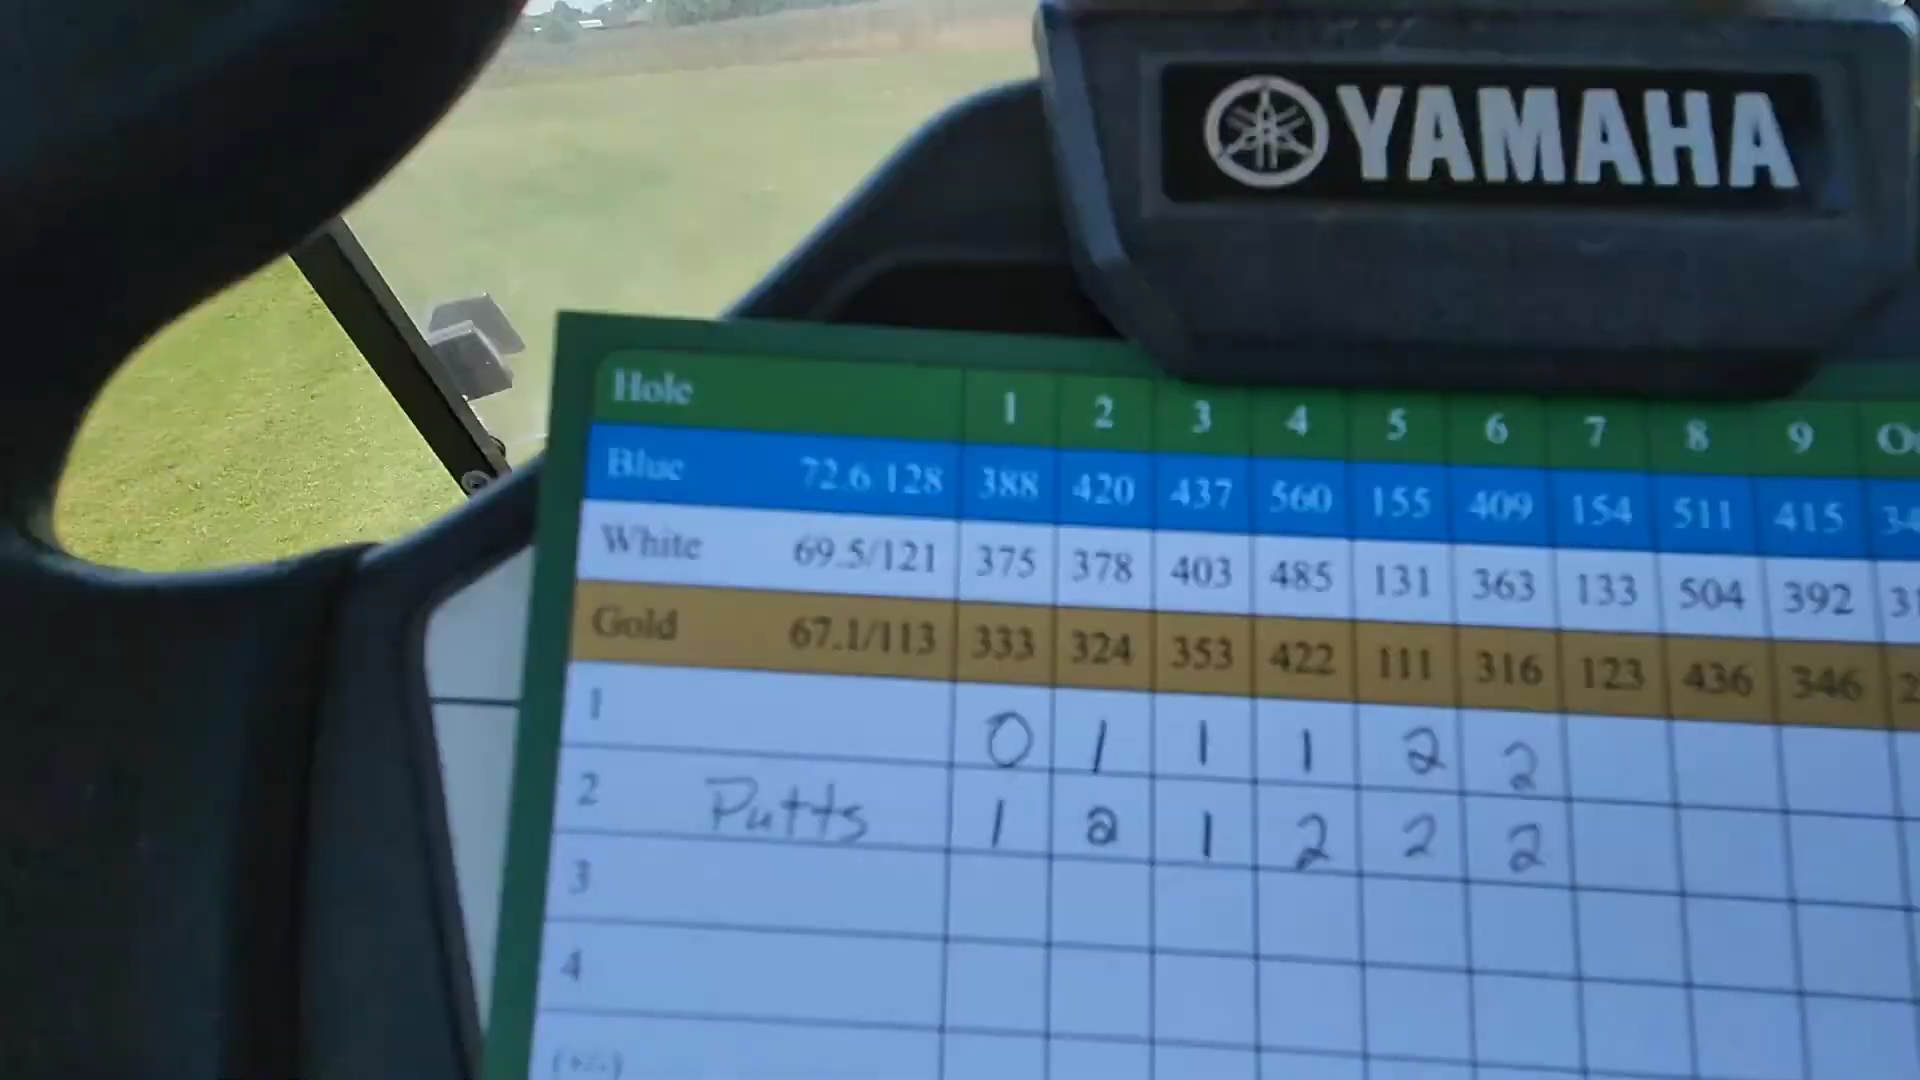 YAMAHA
Hole 1 2 3 4 5 6 7 8 9
Blue 72.6 128 388 420 437 560 155 409 154 511 415 34
White 69.5/121 375 378 403 485 131 363 133 504 392 31
Gold 67.1/113 333 324 353 422 111 316 123 436 346 2
1 0 1 1 1 2 2
2 Putts 1 2 1 2 2 2
3
4
(+/-)